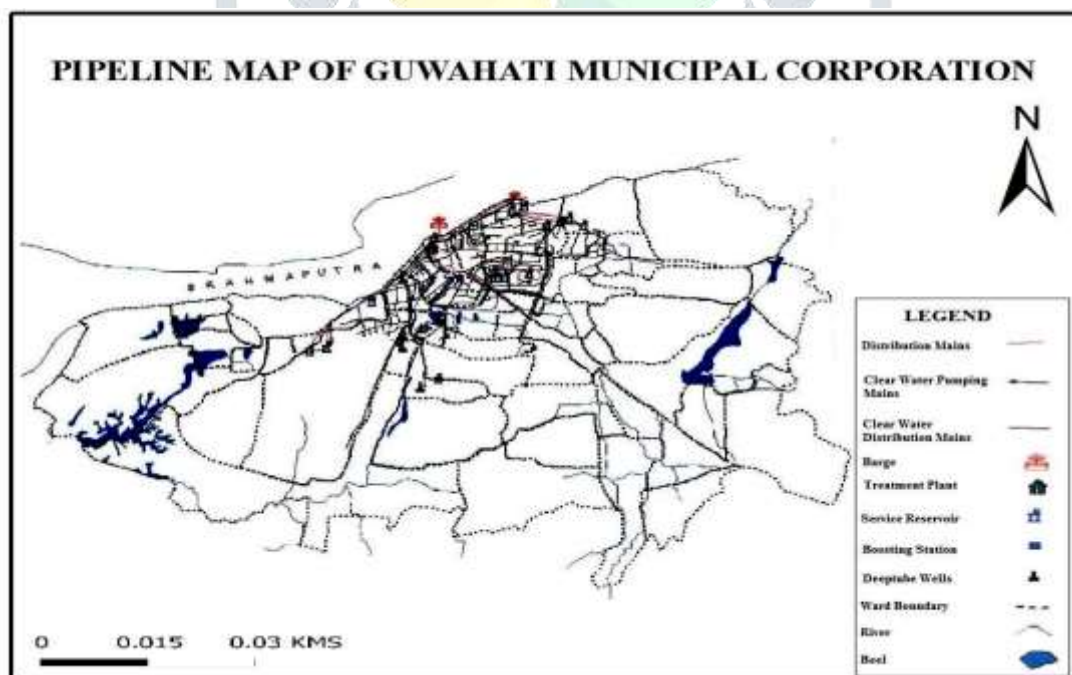 PIPELINE MAP OF GUWAHATI MUNICIPAL CORPORATION
N
BRAHMAPUTRA
LEGEND
Distribution Mains
Clear Water Pumping
Mains
Clear Water
Distribution Mains
Barge
Treatment Plant
Service Reservoir
Boosting Station
Deeptube Wells
Ward Boundary
River
Beel
0 0.015 0.03 KMS